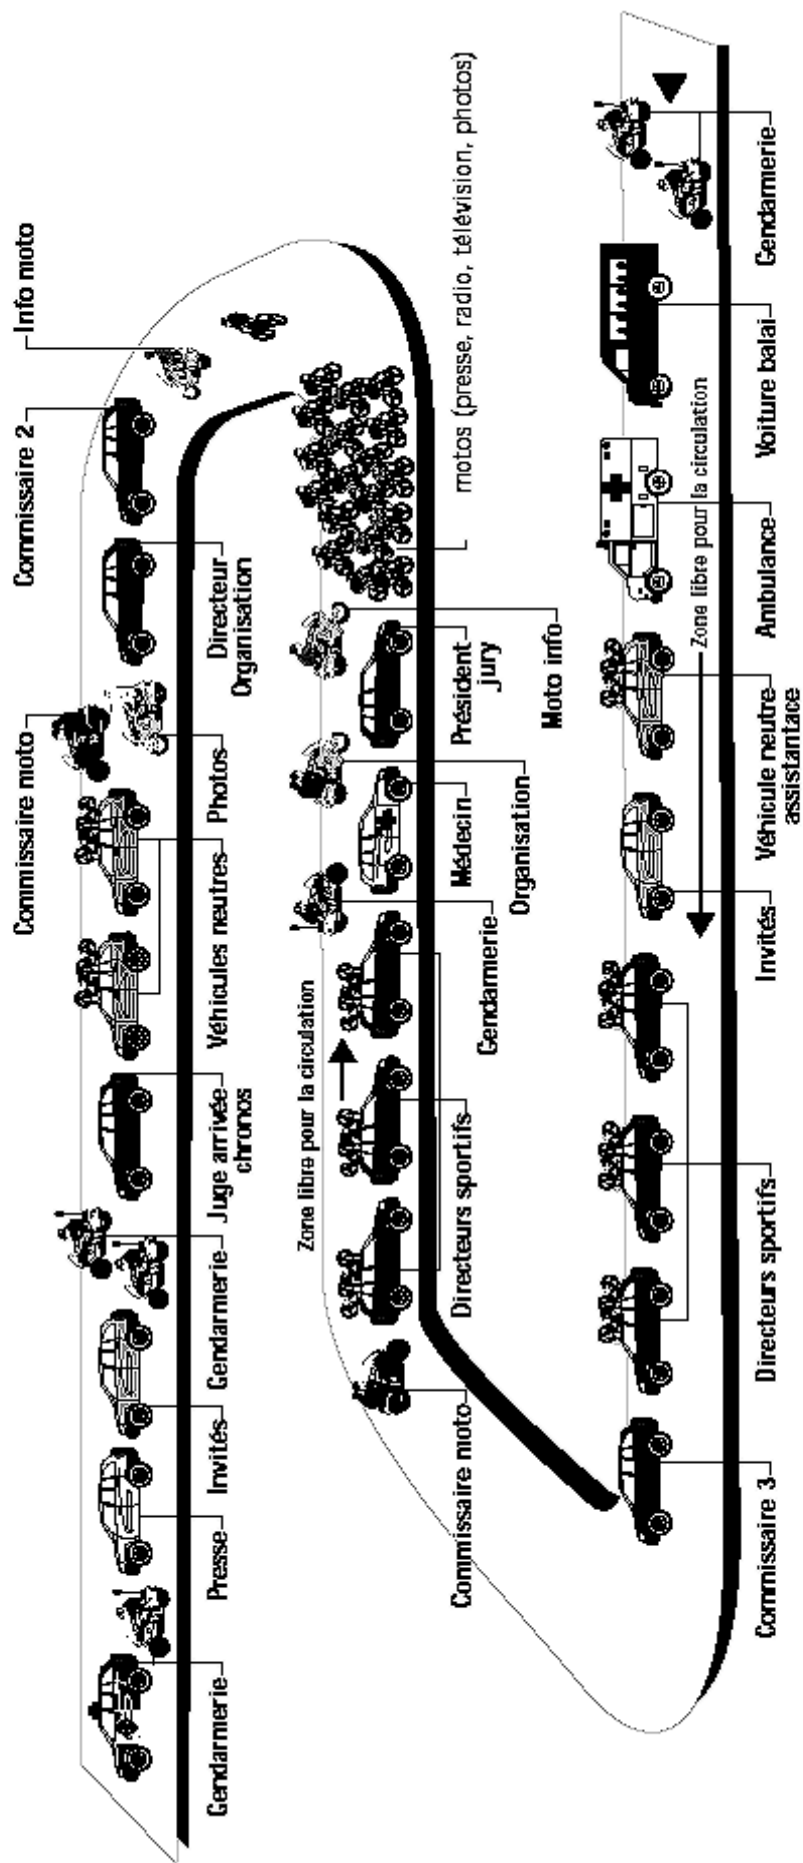 Commissaire 2
Info moto
Commissaire moto
Gendarmerie
Presse
Invités
Gendarmerie
Juge arrivée
chronos
Véhicules neutres
Photos
Directeur
Organisation
Zone libre pour la circulation
motos (presse, radio, télévision, photos)
Commissaire moto
Directeurs sportifs
Gendarmerie
Médecin
Organisation
Président
jury
Moto info
Zone libre pour la circulation
Commissaire 3
Directeurs sportifs
Invités
Véhicule neutre
assistantace
Ambulance
Voiture balai
Gendarmerie